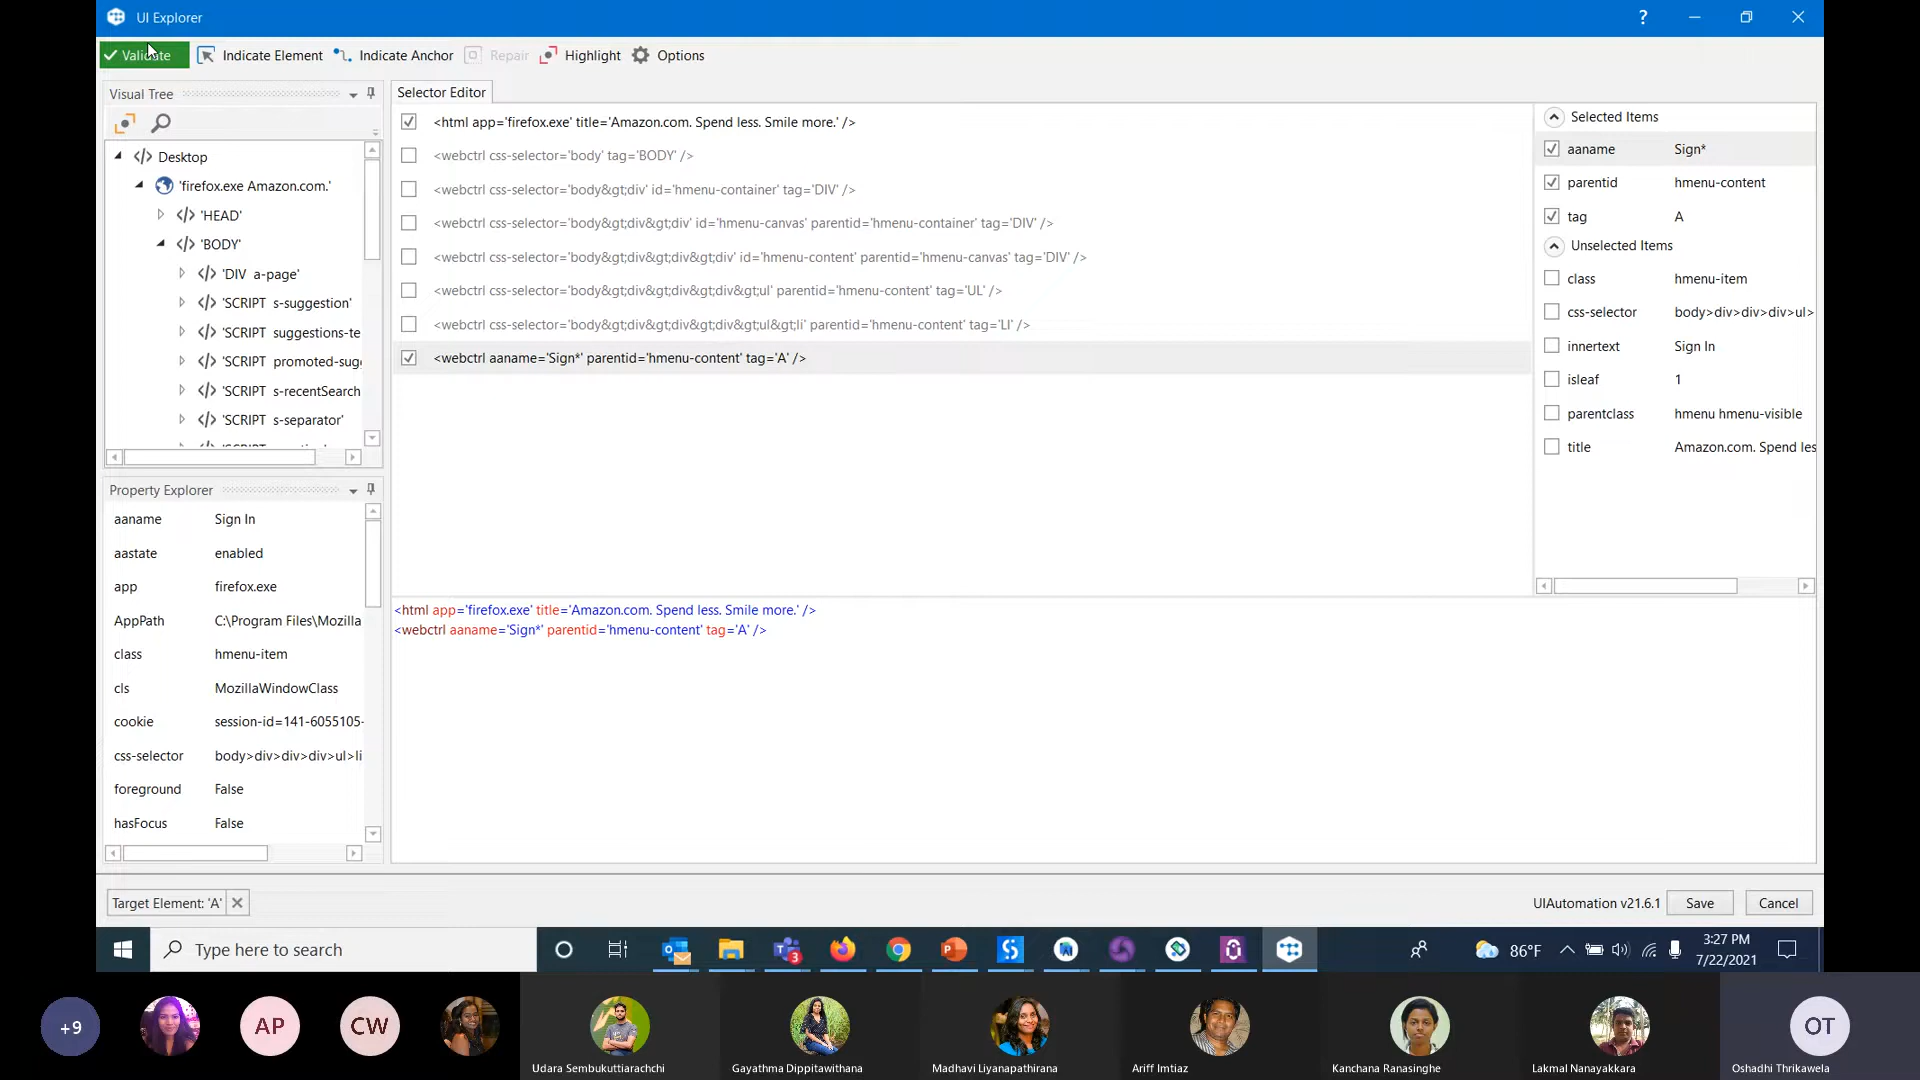 UI Explorer
?
Validate
Indicate Element
Indicate Anchor
Repair
Highlight
Options
Visual Tree
Desktop
'firefox.exe Amazon.com.'
'HEAD'
'BODY'
'DIV a-page'
'SCRIPT s-suggestion'
'SCRIPT suggestions-te
'SCRIPT promoted-sugg
'SCRIPT s-recentSearch
'SCRIPT s-separator'
Property Explorer
aaname Sign In
aastate enabled
app firefox.exe
AppPath C:\Program Files\Mozilla
class hmenu-item
cls MozillaWindowClass
cookie session-id=141-6055105-
css-selector body>div>div>div>ul>li
foreground False
hasFocus False
Selector Editor
<html app='firefox.exe' title='Amazon.com. Spend less. Smile more.' />
<webctrl css-selector='body' tag='BODY' />
<webctrl css-selector='body&gt;div' id='hmenu-container' tag='DIV' />
<webctrl css-selector='body&gt;div&gt;div' id='hmenu-canvas' parentid='hmenu-container' tag='DIV' />
<webctrl css-selector='body&gt;div&gt;div&gt;div' id='hmenu-content' parentid='hmenu-canvas' tag='DIV' />
<webctrl css-selector='body&gt;div&gt;div&gt;div&gt;ul' parentid='hmenu-content' tag='UL' />
<webctrl css-selector='body&gt;div&gt;div&gt;div&gt;ul&gt;li' parentid='hmenu-content' tag='LI' />
<webctrl aaname='Sign*' parentid='hmenu-content' tag='A' />
Selected Items
aaname Sign*
parentid hmenu-content
tag A
Unselected Items
class hmenu-item
css-selector body>div>div>div>ul>
innertext Sign In
isleaf 1
parentclass hmenu hmenu-visible
title Amazon.com. Spend les
<html app='firefox.exe' title='Amazon.com. Spend less. Smile more.' />
<webctrl aaname='Sign*' parentid='hmenu-content' tag='A' />
Target Element: 'A'
UIAutomation v21.6.1
Save
Cancel
Type here to search
3
86°F
3:27 PM
7/22/2021
+9
AP
CW
OT
Udara Sembukuttiarachchi
Gayathma Dippitawithana
Madhavi Liyanapathirana
Ariff Imtiaz
Kanchana Ranasinghe
Lakmal Nanayakkara
Oshadhi Thrikawela